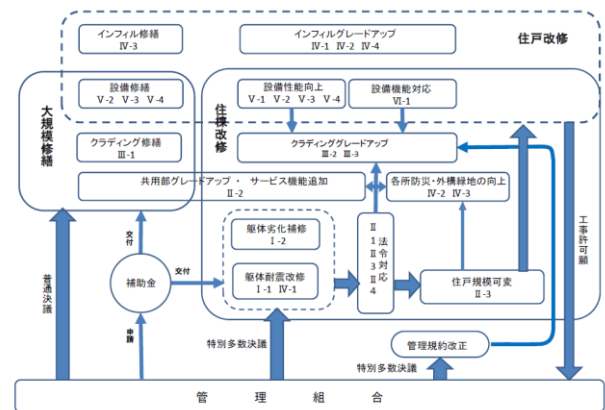 インフィル修繕
Ⅳ-3
インフィルグレードアップ
Ⅳ-1 Ⅳ-2 Ⅳ-4
住戸改修
設備修繕
Ⅴ-2 Ⅴ-3 Ⅴ-4
大規模修繕
住棟改修
設備性能向上
Ⅴ-1 Ⅴ-2 Ⅴ-3 Ⅴ-4
設備機能対応
Ⅵ-1
クラディング修繕
Ⅲ-1
クラディンググレードアップ
Ⅲ-2 Ⅲ-3
共用部グレードアップ ・ サービス機能追加
Ⅱ-2
各所防災・外構緑地の向上
Ⅳ-2 Ⅳ-3
交付
補助金
交付
申請
躯体劣化補修
Ⅰ-2
躯体耐震改修
Ⅰ-1 Ⅳ-1
法令対応
Ⅱ1Ⅱ3Ⅱ4
住戸規模可変
Ⅱ-3
工事許可願
普通決議
特別多数決議
管理規約改正
特別多数決議
管 理 組 合